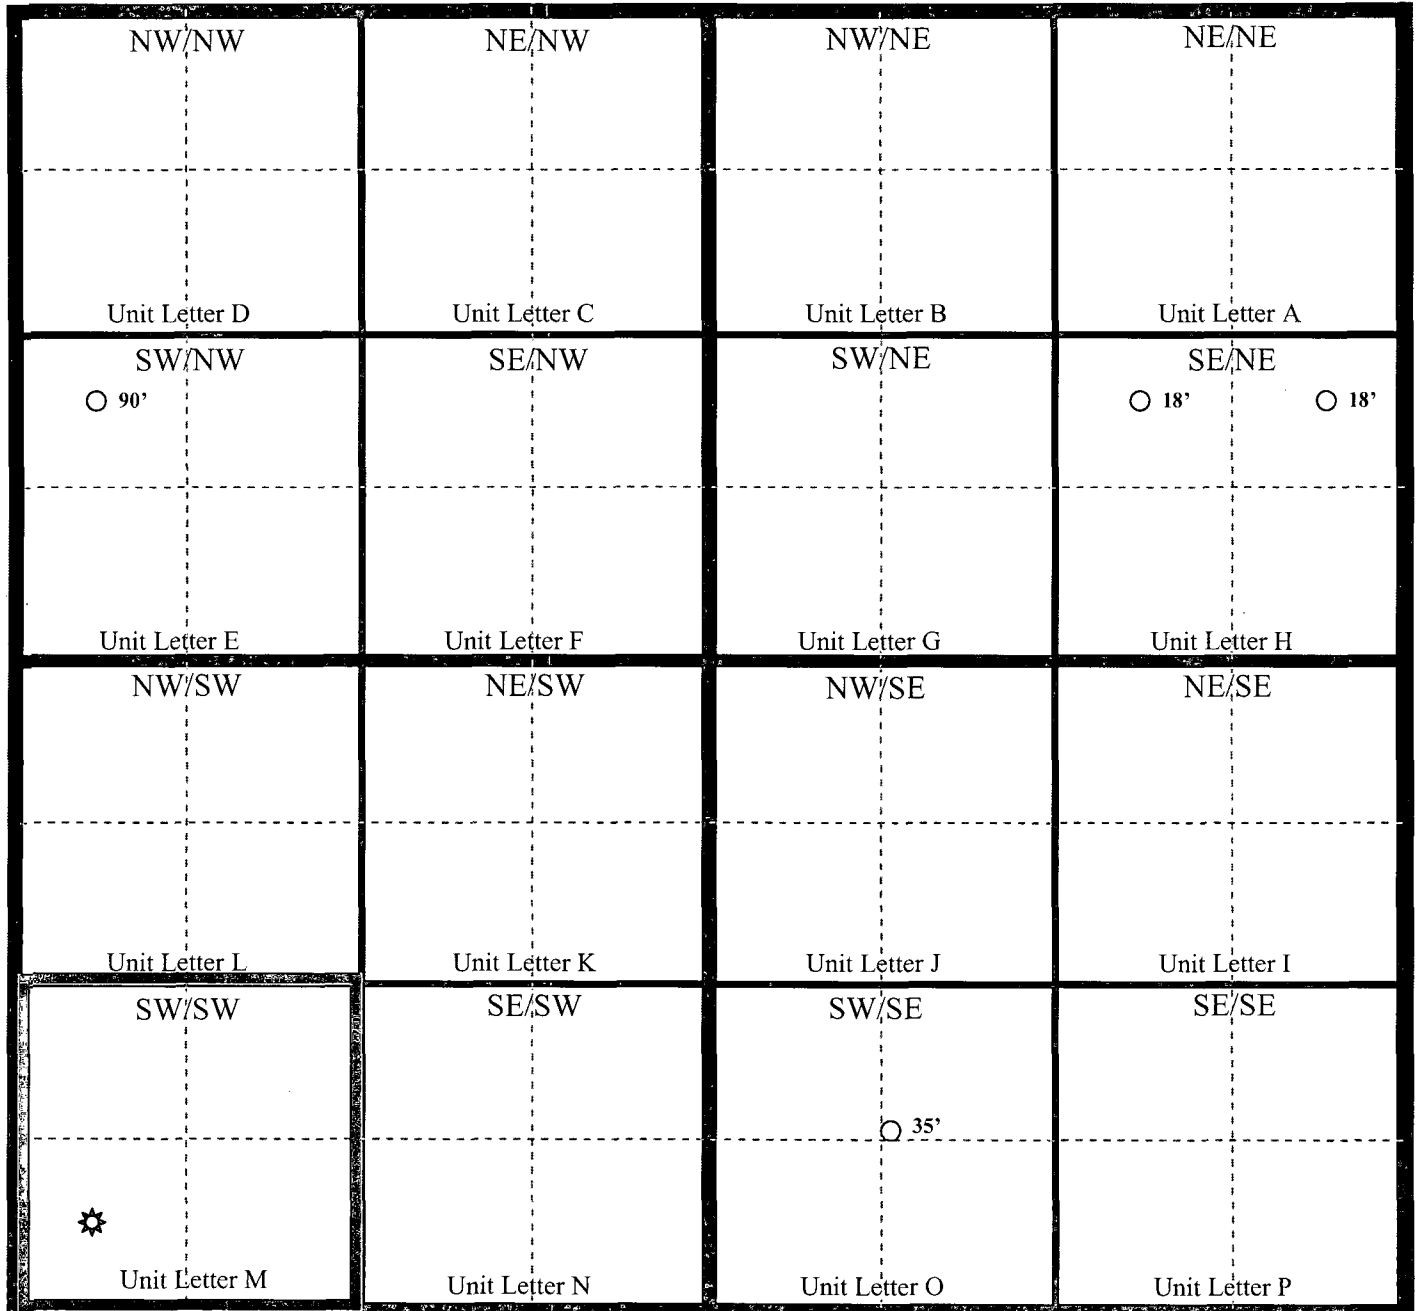 NW/NW NE/NW NW/NE NE/NE
Unit Letter D Unit Letter C Unit Letter B Unit Letter A
SW/NW SE/NW SW/NE SE/NE
90’ 18’ 18’
Unit Letter E Unit Letter F Unit Letter G Unit Letter H
NW/SW NE/SW NW/SE NE/SE
Unit Letter L Unit Letter K Unit Letter J Unit Letter I
SW/SW SE/SW SW/SE SE/SE
35’
Unit Letter M Unit Letter N Unit Letter O Unit Letter P